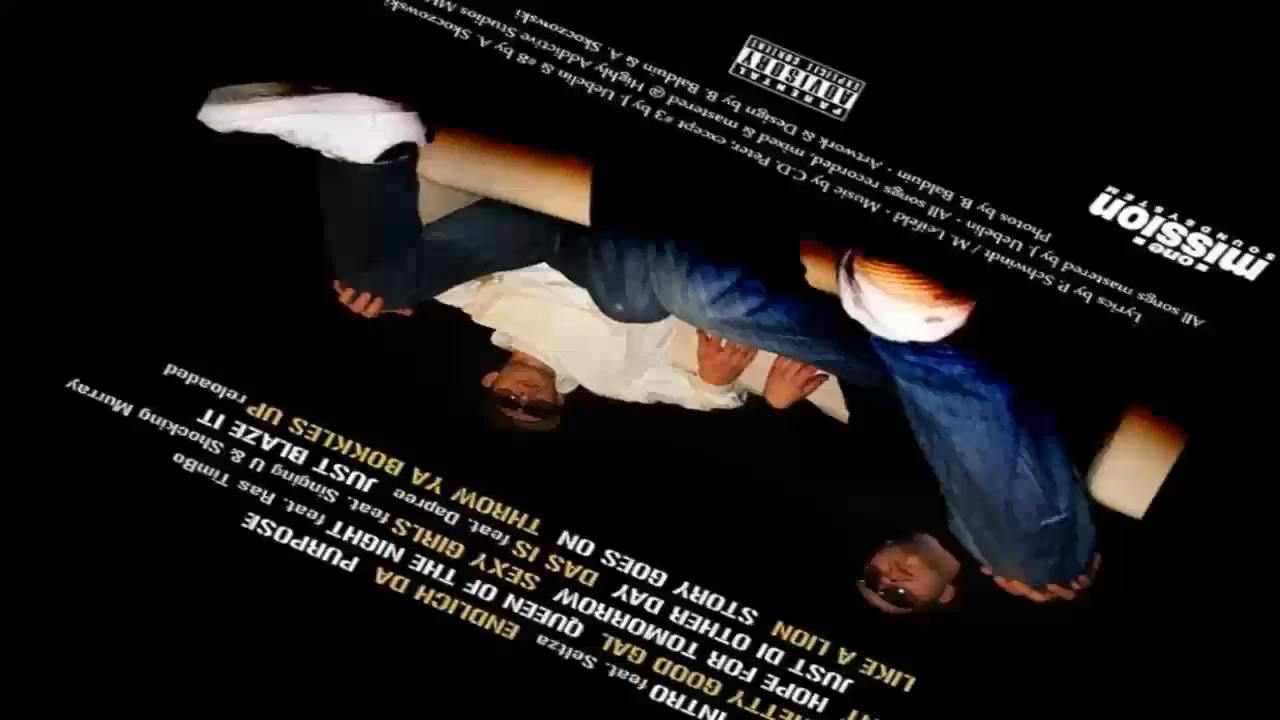 INTRO feat. Seltza ENDLICH DA PURPOSE
GOOD GAL QUEEN OF THE NIGHT feat. Ras TimBo
HOPE FOR TOMORROW SEXY GIRLS feat. Singing U & Shocking Murray
JUST DI OTHER DAY DAS IS feat. Dapree JUST BLAZE IT
LIKE A LION STORY GOES ON THROW YA BOKKLES UP reloaded
Lyrics by P. Schwindt / M. Leifeld - Music by C.D. Peter, except #3 by J. Uebelin & #8 by A. Skoczowski
All songs mastered by J. Uebelin - All songs recorded, mixed & mastered @ Highly Addictive Studios
Photos by B. Balduin - Artwork & Design by B. Balduin & A. Skoczowski
one
mission
PARENTAL
ADVISORY
EXPLICIT CONTENT